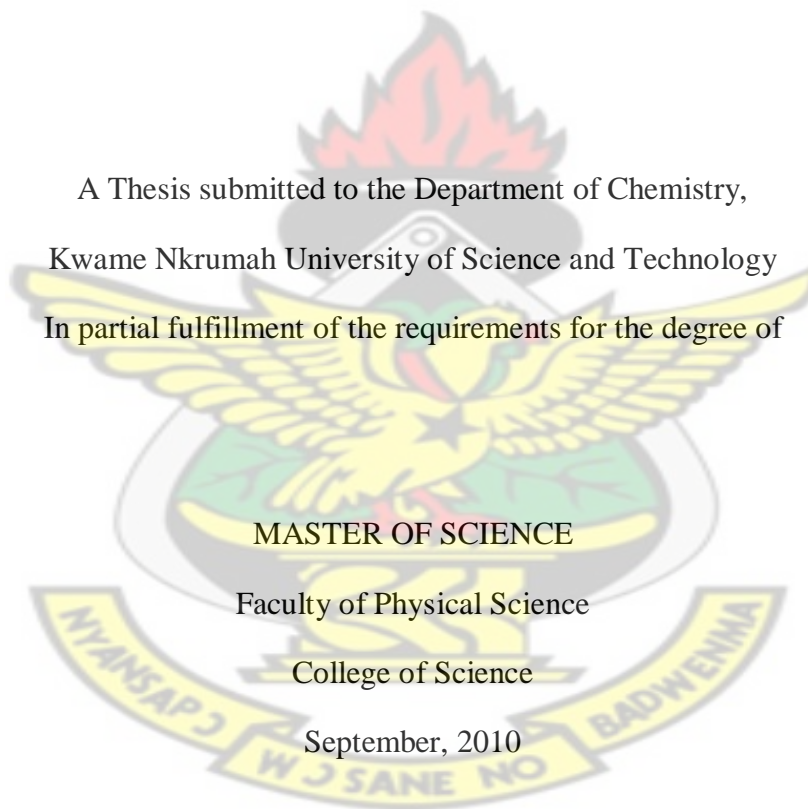 A Thesis submitted to the Department of Chemistry,
Kwame Nkrumah University of Science and Technology
In partial fulfillment of the requirements for the degree of
MASTER OF SCIENCE
Faculty of Physical Science
College of Science
September, 2010
NYANSAPƆ WƆSANE NO BADWENMA